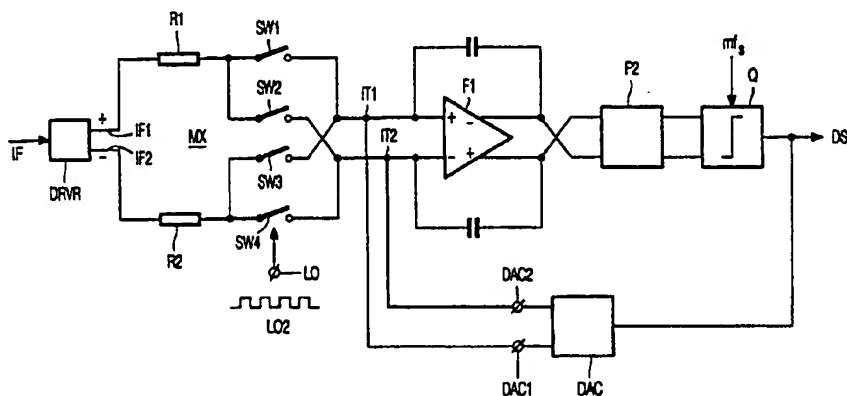 R1
SW1
SW2
MX
SW3
SW4
R2
IF
DRVR
+
IF1
IF2
-
LO
LO2
IT1
IT2
F1
+ -
- +
P2
mfs
Q
DS
DAC2
DAC1
DAC